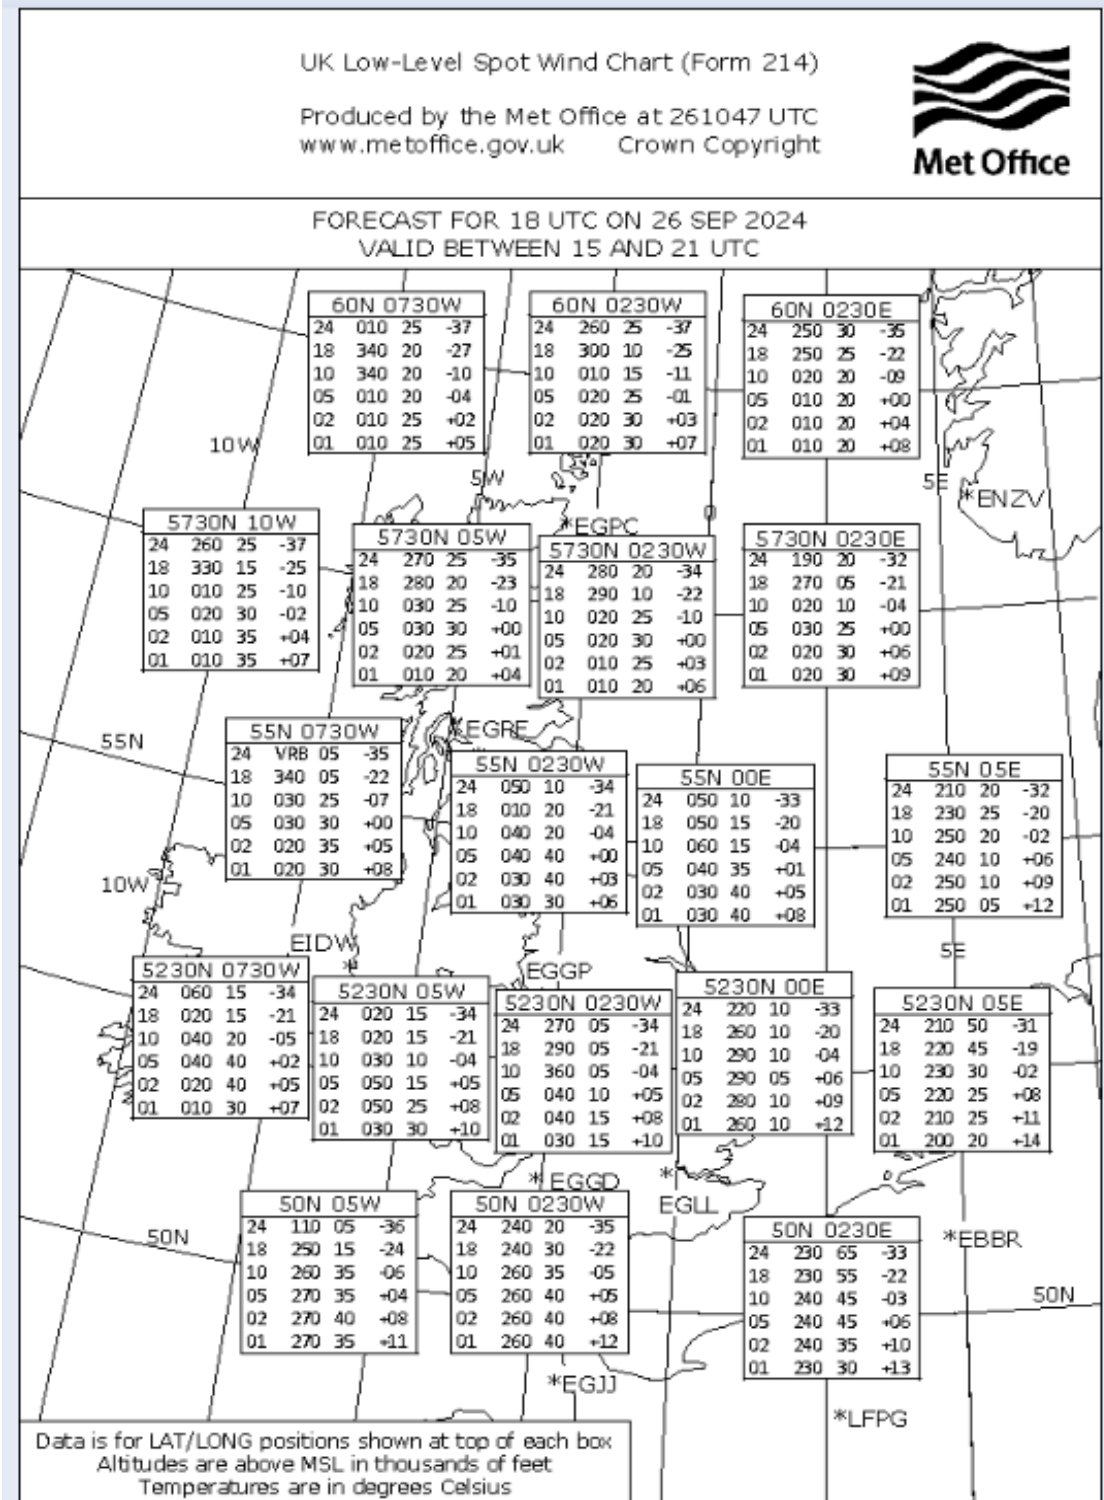 UK Low-Level Spot Wind Chart (Form 214)
Produced by the Met Office at 261047 UTC
www.metoffice.gov.uk Crown Copyright
Met Office
FORECAST FOR 18 UTC ON 26 SEP 2024
VALID BETWEEN 15 AND 21 UTC
60N 0730W
24 010 25 -37
18 340 20 -27
10 340 20 -10
05 010 20 -04
02 010 25 +02
01 010 25 +05
60N 0230W
24 260 25 -37
18 300 10 -25
10 010 15 -11
05 020 25 -01
02 020 30 +03
01 020 30 +07
60N 0230E
24 250 30 -35
18 250 25 -22
10 020 20 -09
05 010 20 +00
02 010 20 +04
01 010 20 +08
10W
5W
5E
*ENZV
*EGPC
5730N 10W
24 260 25 -37
18 330 15 -25
10 010 25 -10
05 020 30 -02
02 010 35 +04
01 010 35 +07
5730N 05W
24 270 25 -35
18 280 20 -23
10 030 25 -10
05 030 30 +00
02 020 25 +01
01 010 20 +04
5730N 0230W
24 280 20 -34
18 290 10 -22
10 020 25 -10
05 020 30 +00
02 010 25 +03
01 010 20 +06
5730N 0230E
24 190 20 -32
18 270 05 -21
10 020 10 -04
05 030 25 +00
02 020 30 +06
01 020 30 +09
55N
*EGPF
55N 0730W
24 VRB 05 -35
18 340 05 -22
10 030 25 -07
05 030 30 +00
02 020 35 +05
01 020 30 +08
55N 0230W
24 050 10 -34
18 010 20 -21
10 040 20 -04
05 040 40 +00
02 030 40 +03
01 030 30 +06
55N 00E
24 050 10 -33
18 050 15 -20
10 060 15 -04
05 040 35 +01
02 030 40 +05
01 030 40 +08
55N 05E
24 210 20 -32
18 230 25 -20
10 250 20 -02
05 240 10 +06
02 250 10 +09
01 250 05 +12
10W
EIDW
*
EGGP
5E
5230N 0730W
24 060 15 -34
18 020 15 -21
10 040 20 -05
05 040 40 +02
02 020 40 +05
01 010 30 +07
5230N 05W
24 020 15 -34
18 020 15 -21
10 030 10 -04
05 050 15 +05
02 050 25 +08
01 030 30 +10
5230N 0230W
24 270 05 -34
18 290 05 -21
10 360 05 -04
05 040 10 +05
02 040 15 +08
01 030 15 +10
5230N 00E
24 220 10 -33
18 260 10 -20
10 290 10 -04
05 290 05 +06
02 280 10 +09
01 260 10 +12
5230N 05E
24 210 50 -31
18 220 45 -19
10 230 30 -02
05 220 25 +08
02 210 25 +11
01 200 20 +14
* EGGD
*
EGLL
50N
50N 05W
24 110 05 -36
18 250 15 -24
10 260 35 -06
05 270 35 +04
02 270 40 +08
01 270 35 +11
50N 0230W
24 240 20 -35
18 240 30 -22
10 260 35 -05
05 260 40 +05
02 260 40 +08
01 260 40 +12
50N 0230E
24 230 65 -33
18 230 55 -22
10 240 45 -03
05 240 45 +06
02 240 35 +10
01 230 30 +13
*EBBR
50N
*EGJJ
*LFPG
Data is for LAT/LONG positions shown at top of each box
Altitudes are above MSL in thousands of feet
Temperatures are in degrees Celsius